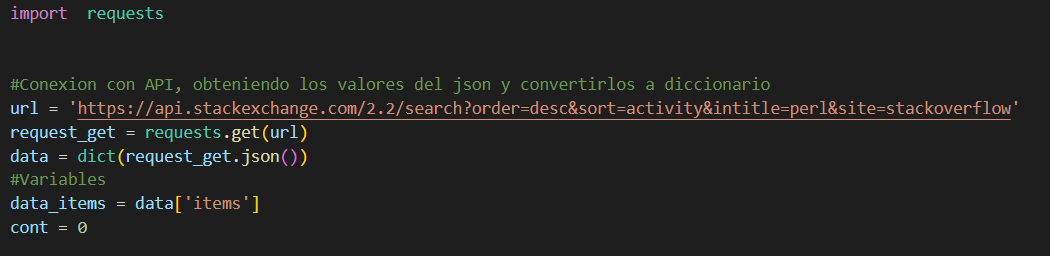 import  requests
#Conexion con API, obteniendo los valores del json y convertirlos a diccionario
url = 'https://api.stackexchange.com/2.2/search?order=desc&sort=activity&intitle=perl&site=stackoverflow'
request_get = requests.get(url)
data = dict(request_get.json())
#Variables
data_items = data['items']
cont = 0